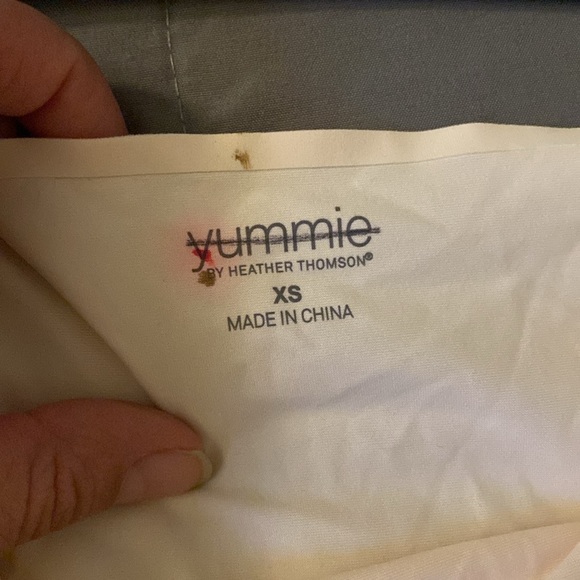 yummie
BY HEATHER THOMSON®
XS
MADE IN CHINA